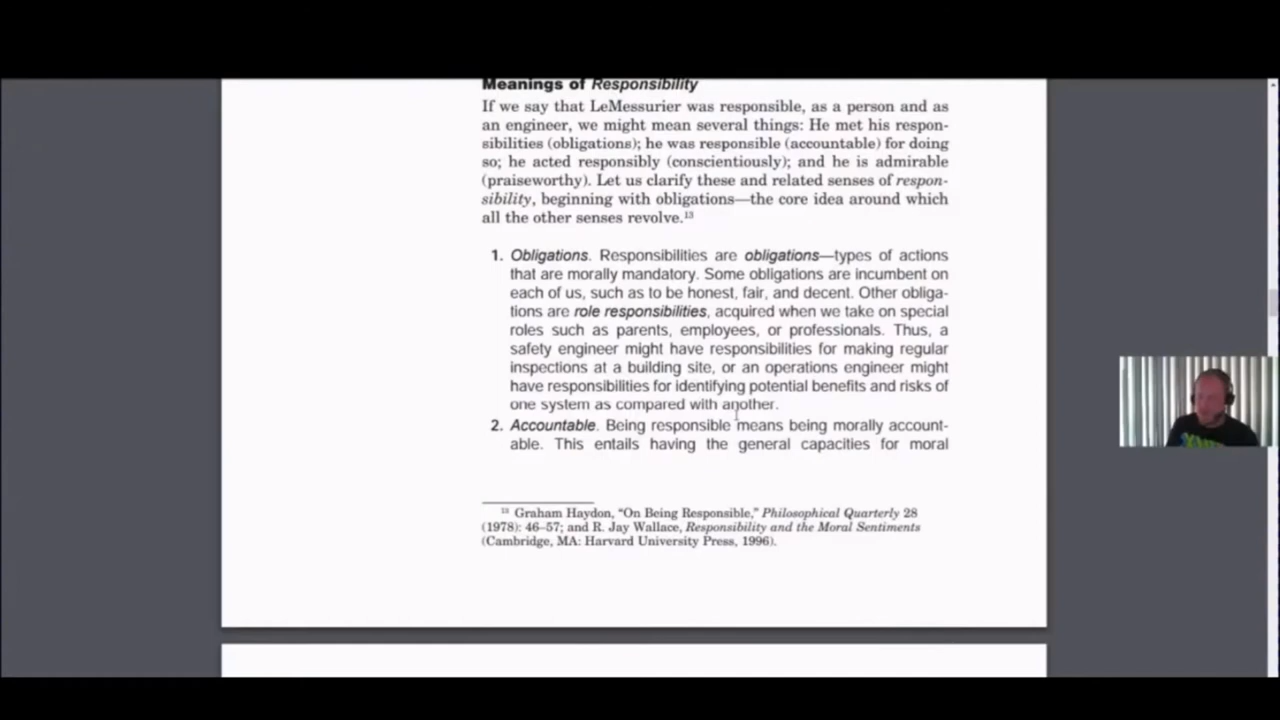 Meanings of Responsibility
If we say that LeMessurier was responsible, as a person and as
an engineer, we might mean several things: He met his respon-
sibilities (obligations); he was responsible (accountable) for doing
so; he acted responsibly (conscientiously); and he is admirable
(praiseworthy). Let us clarify these and related senses of respon-
sibility, beginning with obligations—the core idea around which
all the other senses revolve.13
1. Obligations. Responsibilities are obligations—types of actions
that are morally mandatory. Some obligations are incumbent on
each of us, such as to be honest, fair, and decent. Other obliga-
tions are role responsibilities, acquired when we take on special
roles such as parents, employees, or professionals. Thus, a
safety engineer might have responsibilities for making regular
inspections at a building site, or an operations engineer might
have responsibilities for identifying potential benefits and risks of
one system as compared with another.
2. Accountable. Being responsible means being morally account-
able. This entails having the general capacities for moral
13 Graham Haydon, “On Being Responsible,” Philosophical Quarterly 28
(1978): 46–57; and R. Jay Wallace, Responsibility and the Moral Sentiments
(Cambridge, MA: Harvard University Press, 1996).